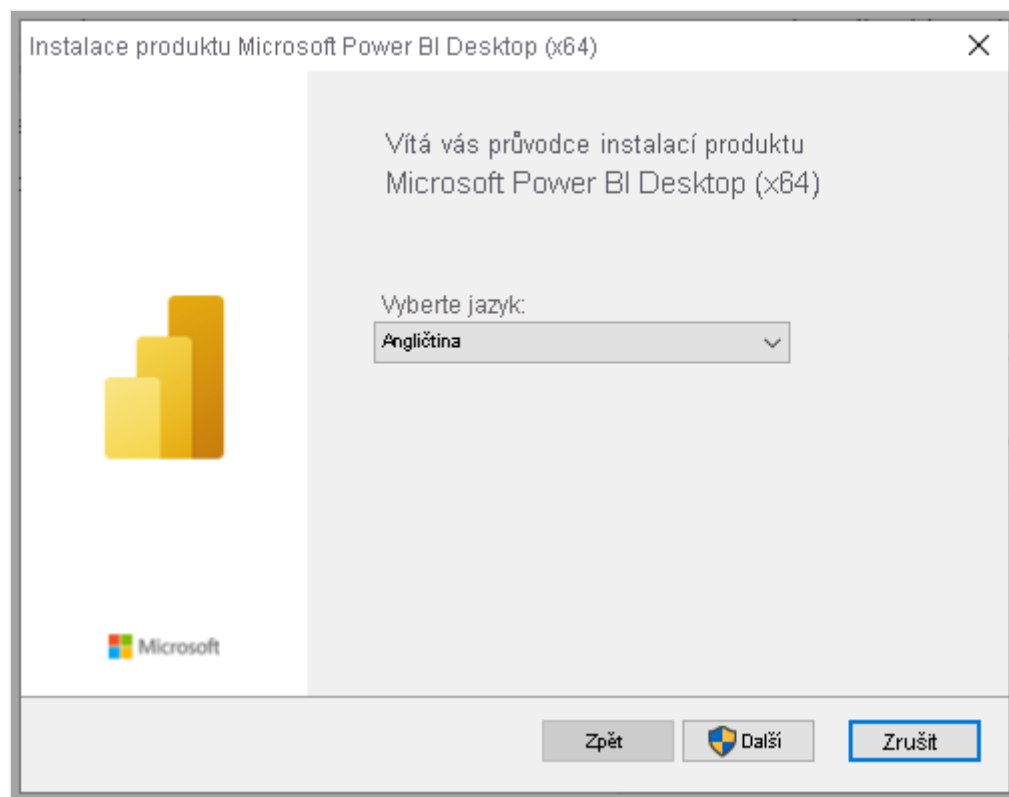 Instalace produktu Microsoft Power BI Desktop (x64)
Vítá vás průvodce instalací produktu
Microsoft Power BI Desktop (x64)
Vyberte jazyk:
Angličtina
Microsoft
Zpět
Další
Zrušit